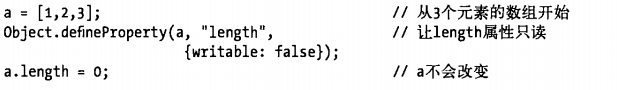 a = [1,2,3]; // 从3个元素的数组开始
Object.defineProperty(a, "length", // 让length属性只读
{writable: false});
a.length = 0; // a不会改变